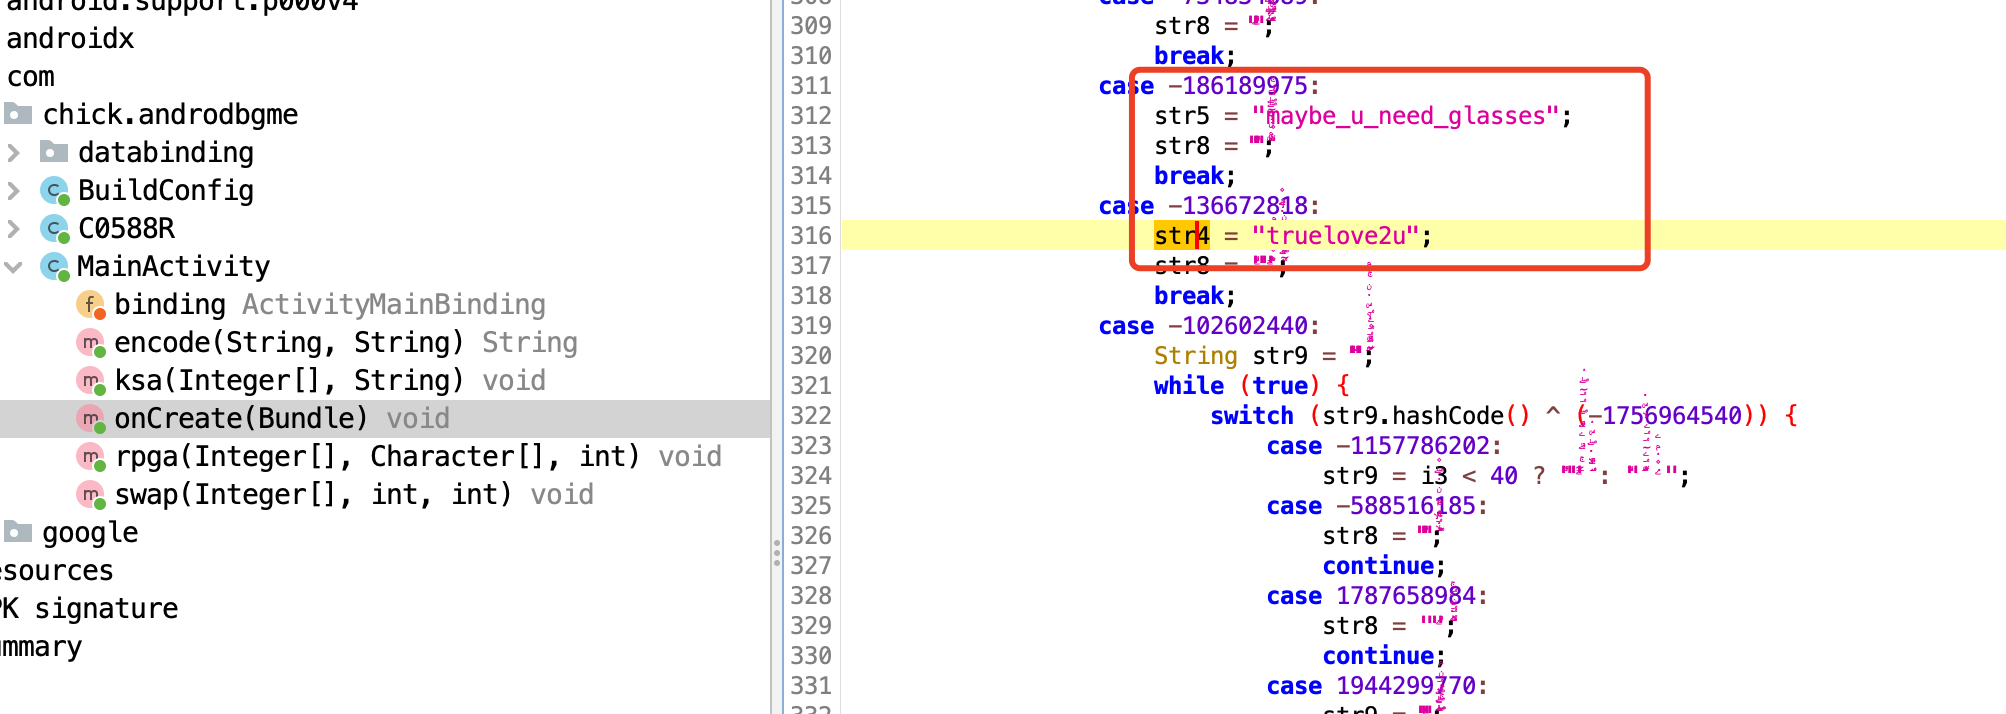 android.support.p000v4
androidx
com
chick.androdbgme
databinding
BuildConfig
C0588R
MainActivity
binding ActivityMainBinding
encode(String, String) String
ksa(Integer[], String) void
onCreate(Bundle) void
rpga(Integer[], Character[], int) void
swap(Integer[], int, int) void
google
esources
PK signature
ummary
309 str8 = "";
310 break;
311 case -186189975:
312 str5 = "maybe_u_need_glasses";
313 str8 = "";
314 break;
315 case -136672818:
316 str4 = "truelove2u";
317 str8 = "";
318 break;
319 case -102602440:
320 String str9 = "";
321 while (true) {
322 switch (str9.hashCode() ^ (-1756964540)) {
323 case -1157786202:
324 str9 = i3 < 40 ? "" : "";
325 case -588516185:
326 str8 = "";
327 continue;
328 case 1787658984:
329 str8 = "";
330 continue;
331 case 1944299770:
332 str9 = "";